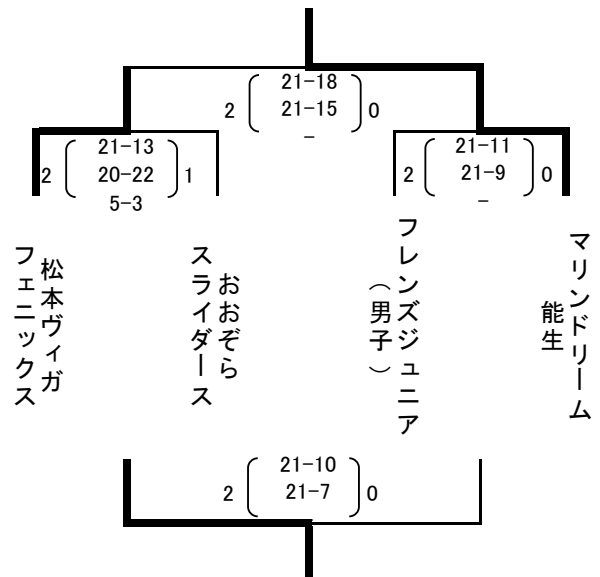 21-18
2 21-15 0
-
21-13
2 20-22 1
5-3
21-11
2 21-9 0
-
松本ヴィガ
フェニックス
おおぞら
スライダース
フレンズジュニア
（男子）
マリンドリーム
能生
21-10
2 21-7 0